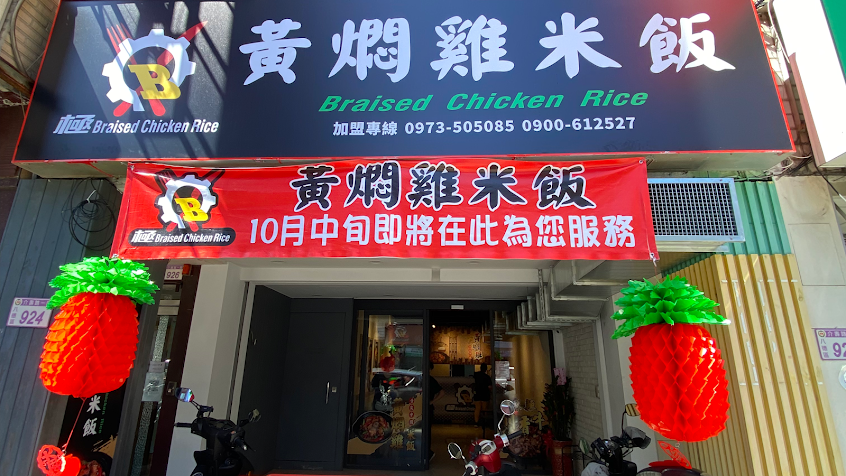 黃燜雞米飯
B
極 Braised Chicken Rice
Braised Chicken Rice
加盟專線 0973-505085 0900-612527
黃燜雞米飯
B
極 Braised Chicken Rice
10月中旬即將在此為您服務
926
924
92
米飯